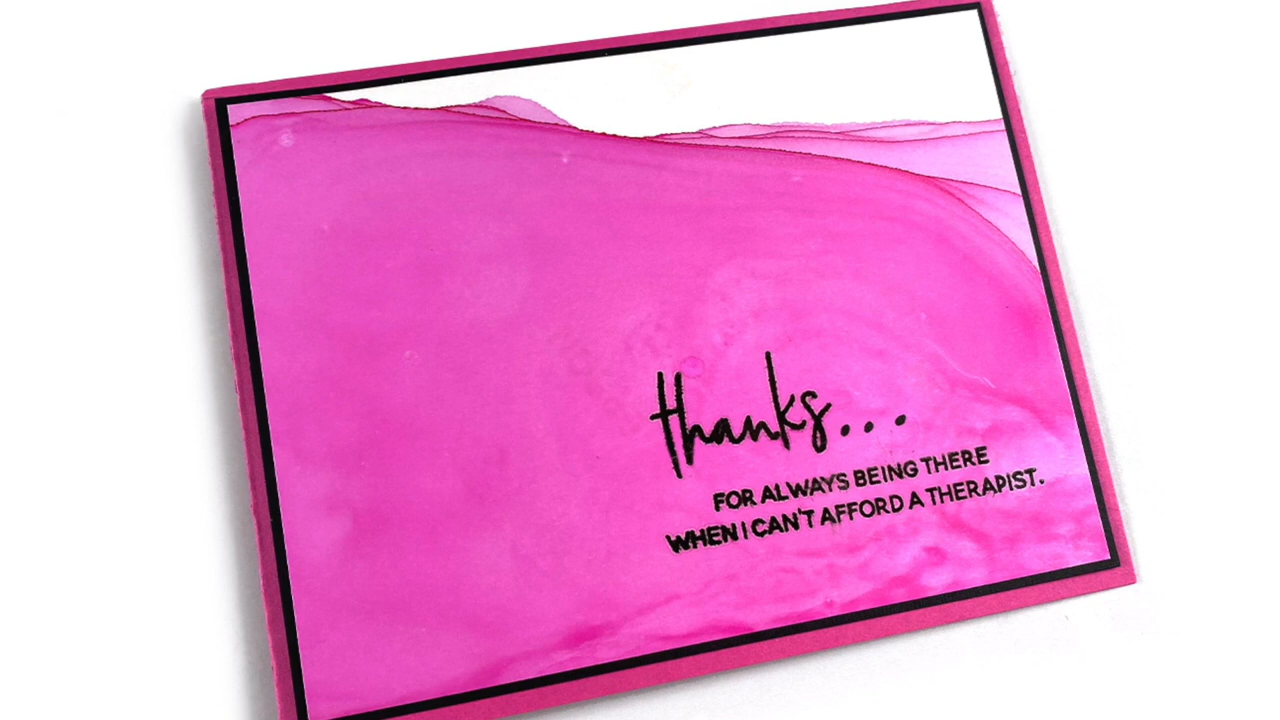 thanks...
FOR ALWAYS BEING THERE
WHEN I CAN'T AFFORD A THERAPIST.